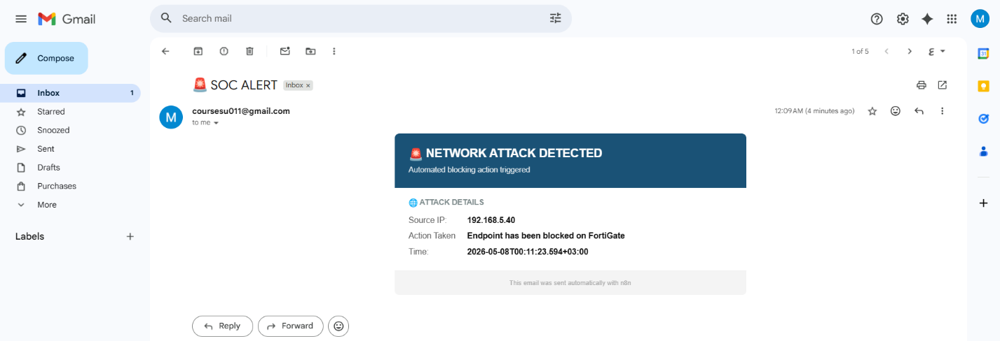 Gmail
Search mail
M
Compose
1 of 5
31
🚨 SOC ALERT Inbox ×
Inbox 1
Starred
Snoozed
Sent
Drafts
Purchases
More
Labels
M
coursesu011@gmail.com
12:09 AM (4 minutes ago)
to me
🚨 NETWORK ATTACK DETECTED
Automated blocking action triggered
🌐 ATTACK DETAILS
Source IP: 192.168.5.40
Action Taken Endpoint has been blocked on FortiGate
Time: 2026-05-08T00:11:23.594+03:00
This email was sent automatically with n8n
Reply
Forward